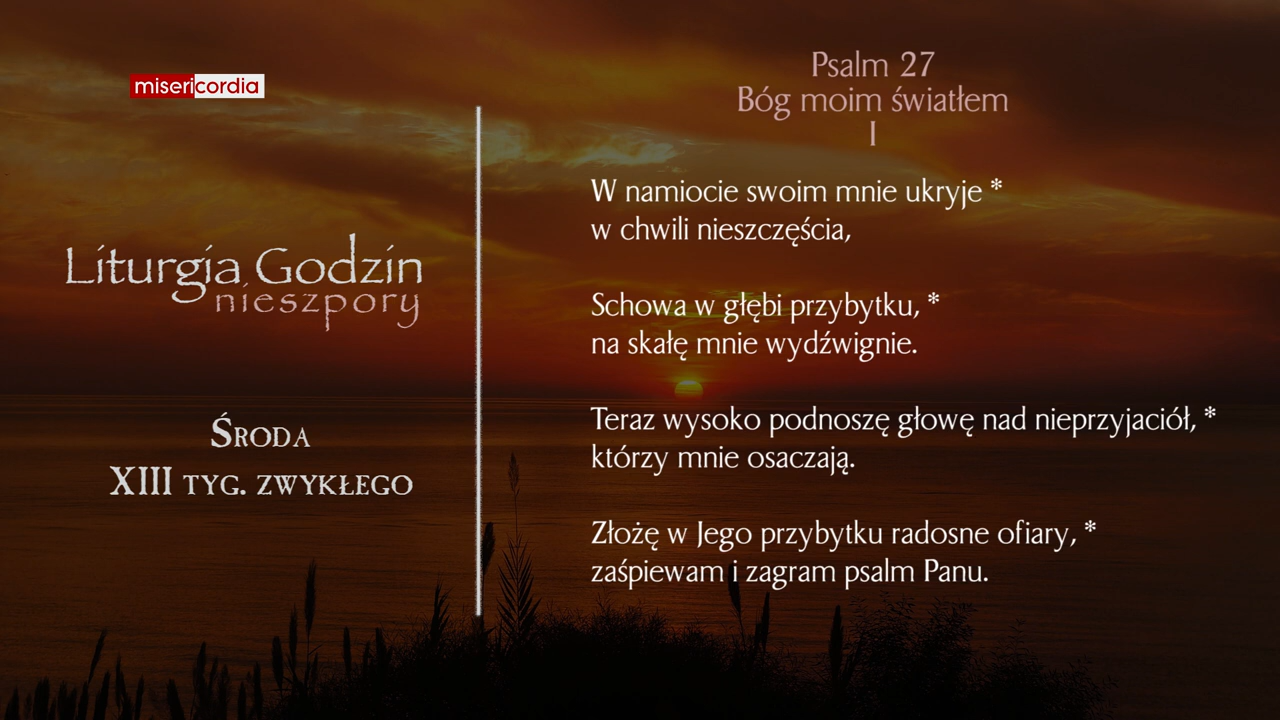 misericordia
Liturgia Godzin
nieszpory
Środa
XIII tyg. zwykłego
Psalm 27
Bóg moim światłem
I
W namiocie swoim mnie ukryje *
w chwili nieszczęścia,
Schowa w głębi przybytku, *
na skałę mnie wydźwignie.
Teraz wysoko podnoszę głowę nad nieprzyjaciół, *
którzy mnie osaczają.
Złożę w Jego przybytku radosne ofiary, *
zaśpiewam i zagram psalm Panu.